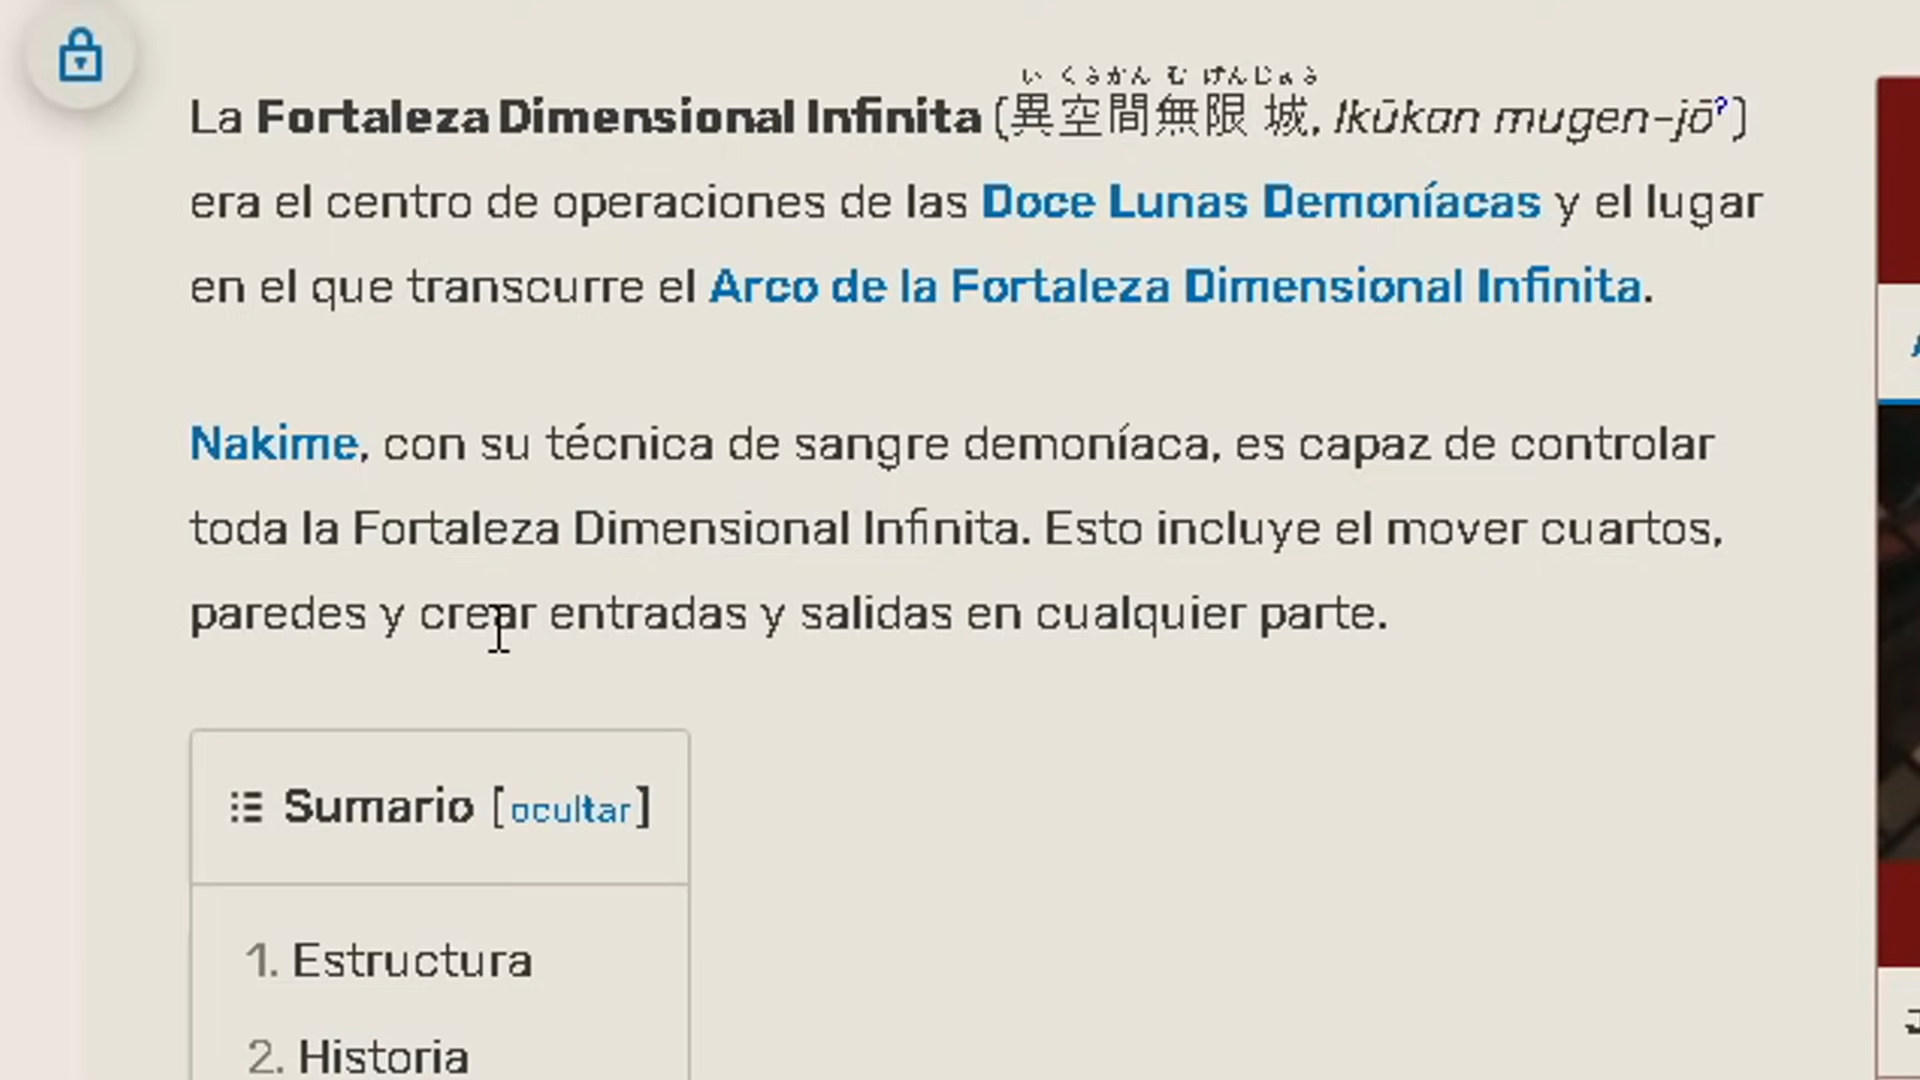 い くうかん む げんじょう
La Fortaleza Dimensional Infinita (異空間無限 城, Ikūkan mugen-jō?)
era el centro de operaciones de las Doce Lunas Demoníacas y el lugar
en el que transcurre el Arco de la Fortaleza Dimensional Infinita.
Nakime, con su técnica de sangre demoníaca, es capaz de controlar
toda la Fortaleza Dimensional Infinita. Esto incluye el mover cuartos,
paredes y crear entradas y salidas en cualquier parte.
Sumario [ocultar]
1. Estructura
2. Historia